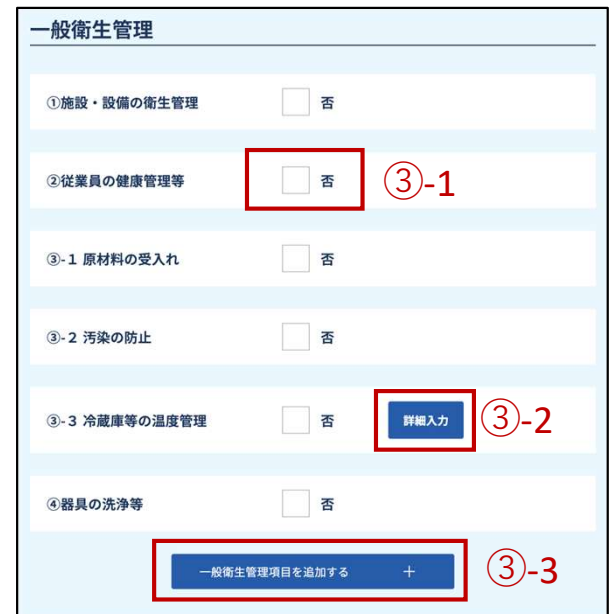 一般衛生管理
①施設・設備の衛生管理 否
②従業員の健康管理等 否 ③-1
③-1 原材料の受入れ 否
③-2 汚染の防止 否
③-3 冷蔵庫等の温度管理 否 詳細入力 ③-2
④器具の洗浄等 否
一般衛生管理項目を追加する + ③-3